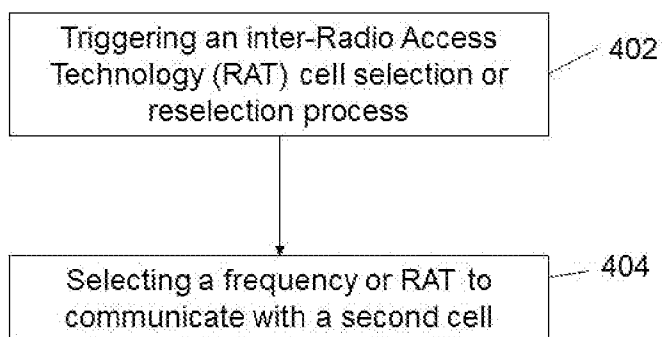 Triggering an inter-Radio Access
Technology (RAT) cell selection or
reselection process
402
Selecting a frequency or RAT to
communicate with a second cell
404